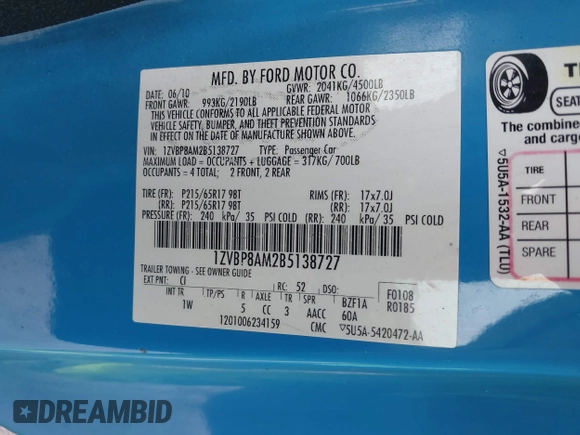 MFD. BY FORD MOTOR CO.
DATE: 06/10 GVWR: 2041KG/4500LB
FRONT GAWR: 993KG/2190LB REAR GAWR: 1066KG/2350LB
THIS VEHICLE CONFORMS TO ALL APPLICABLE FEDERAL MOTOR
VEHICLE SAFETY, BUMPER, AND THEFT PREVENTION STANDARDS
IN EFFECT ON THE DATE OF MANUFACTURE SHOWN ABOVE.
VEHICLE IN: 1ZVBP8AM2B5138727 TYPE: Passenger Car
MAXIMUM LOAD = OCCUPANTS + LUGGAGE = 317KG/700LB
OCCUPANTS = 4 TOTAL; 2 FRONT, 2 REAR
TIRE (FR): P215/65R17 98T RIMS (FR): 17x7.0J
TIRE (RR): P215/65R17 98T RIMS (RR): 17x7.0J
PRESSURE (FR): 240 kPa/ 35 PSI COLD (RR): 240 kPa/ 35 PSI COLD
1ZVBP8AM2B5138727
TRAILER TOWING - SEE OWNER GUIDE
EXT PNT: CI RC: 52 DSO: F0108
INT TR TP/PS R AXLE TR SPR BZF1A R0185
1W 5 CC 3 AACC 60A
1201006234159 CMC ▽5U5A-5420472-AA
TI
SEAT
The combined
and carg
TIRE
FRONT
REAR
SPARE
▽5U5A-1532-AA (TLU)
DREAMBID